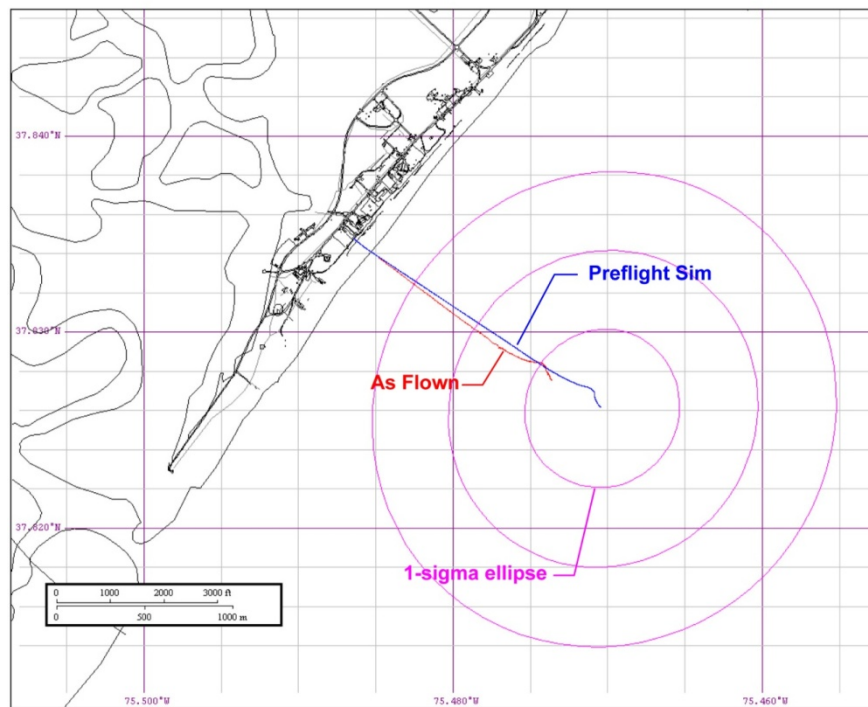 37.840°N
Preflight Sim
37.830°N
As Flown
37.820°N
1-sigma ellipse
0 1000 2000 3000 ft
0 500 1000 m
75.500°W 75.480°W 75.460°W